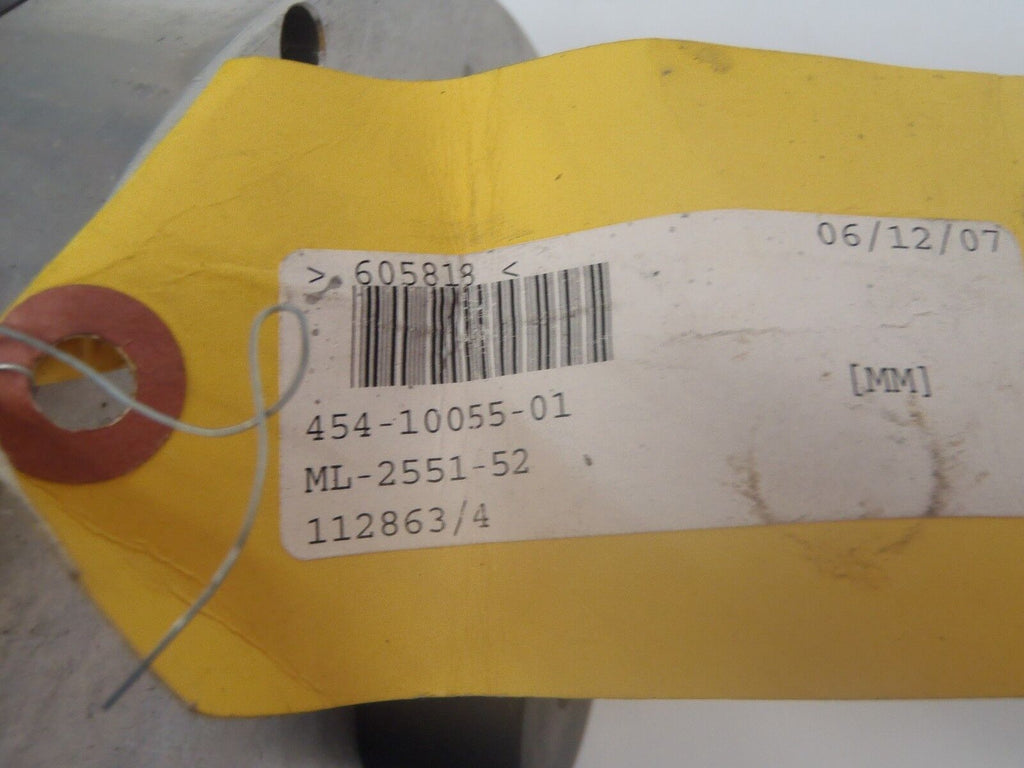 06/12/07
> 605818 <
[MM]
454-10055-01
ML-2551-52
112863/4